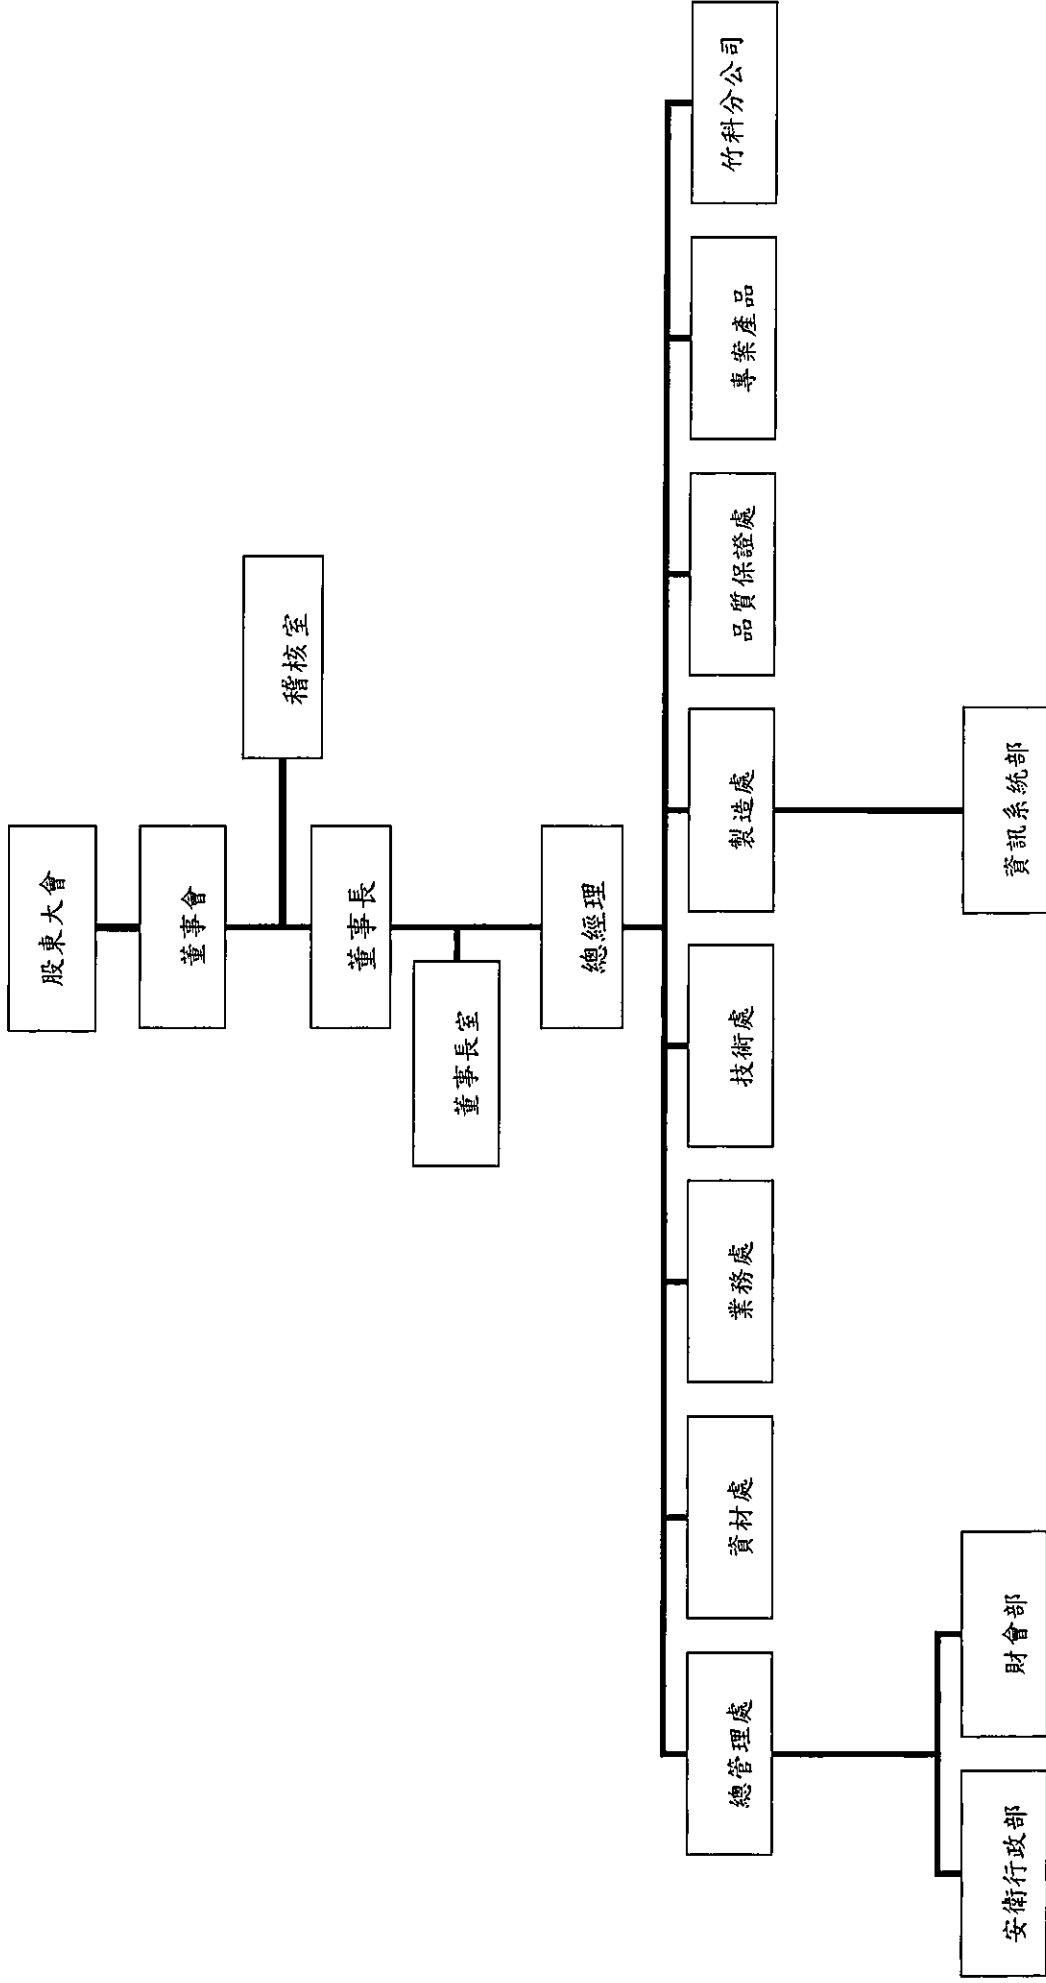 股東大會
董事會
稽核室
董事長
董事長室
總經理
總管理處
資材處
業務處
技術處
製造處
品質保證處
專案產品
竹科分公司
安衛行政部
財會部
資訊系統部